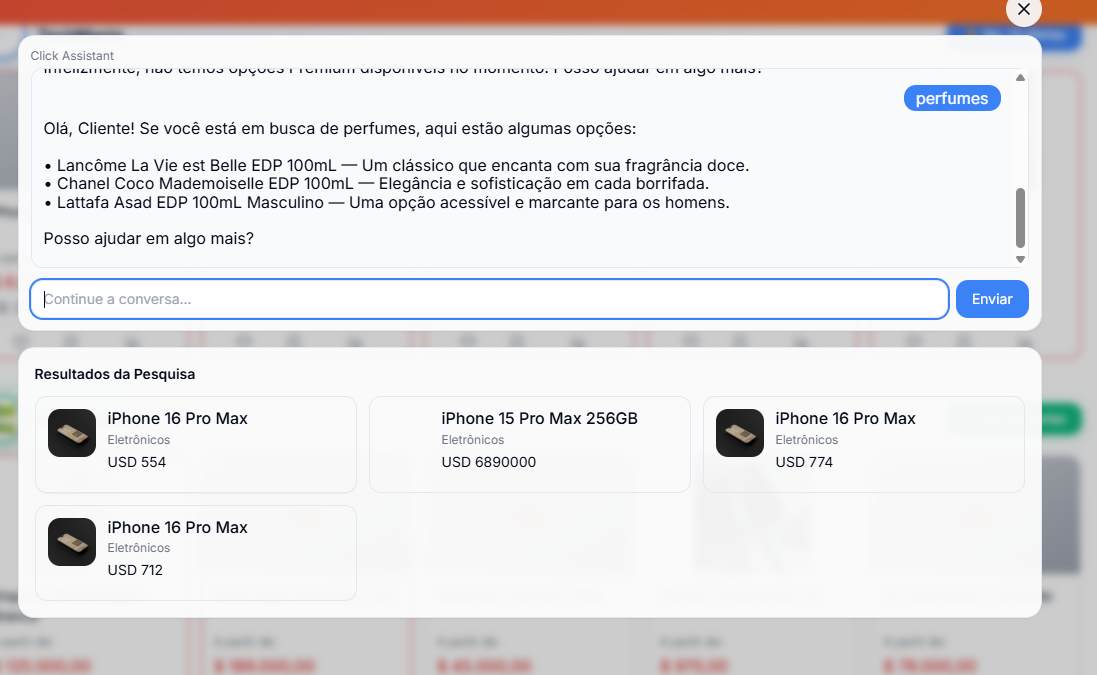 Click Assistant
Infelizmente, não temos opções Premium disponíveis no momento. Posso ajudar em algo mais?
perfumes
Olá, Cliente! Se você está em busca de perfumes, aqui estão algumas opções:
• Lancôme La Vie est Belle EDP 100mL — Um clássico que encanta com sua fragrância doce.
• Chanel Coco Mademoiselle EDP 100mL — Elegância e sofisticação em cada borrifada.
• Lattafa Asad EDP 100mL Masculino — Uma opção acessível e marcante para os homens.
Posso ajudar em algo mais?
Continue a conversa...
Enviar
Resultados da Pesquisa
iPhone 16 Pro Max
Eletrônicos
USD 554
iPhone 15 Pro Max 256GB
Eletrônicos
USD 6890000
iPhone 16 Pro Max
Eletrônicos
USD 774
iPhone 16 Pro Max
Eletrônicos
USD 712